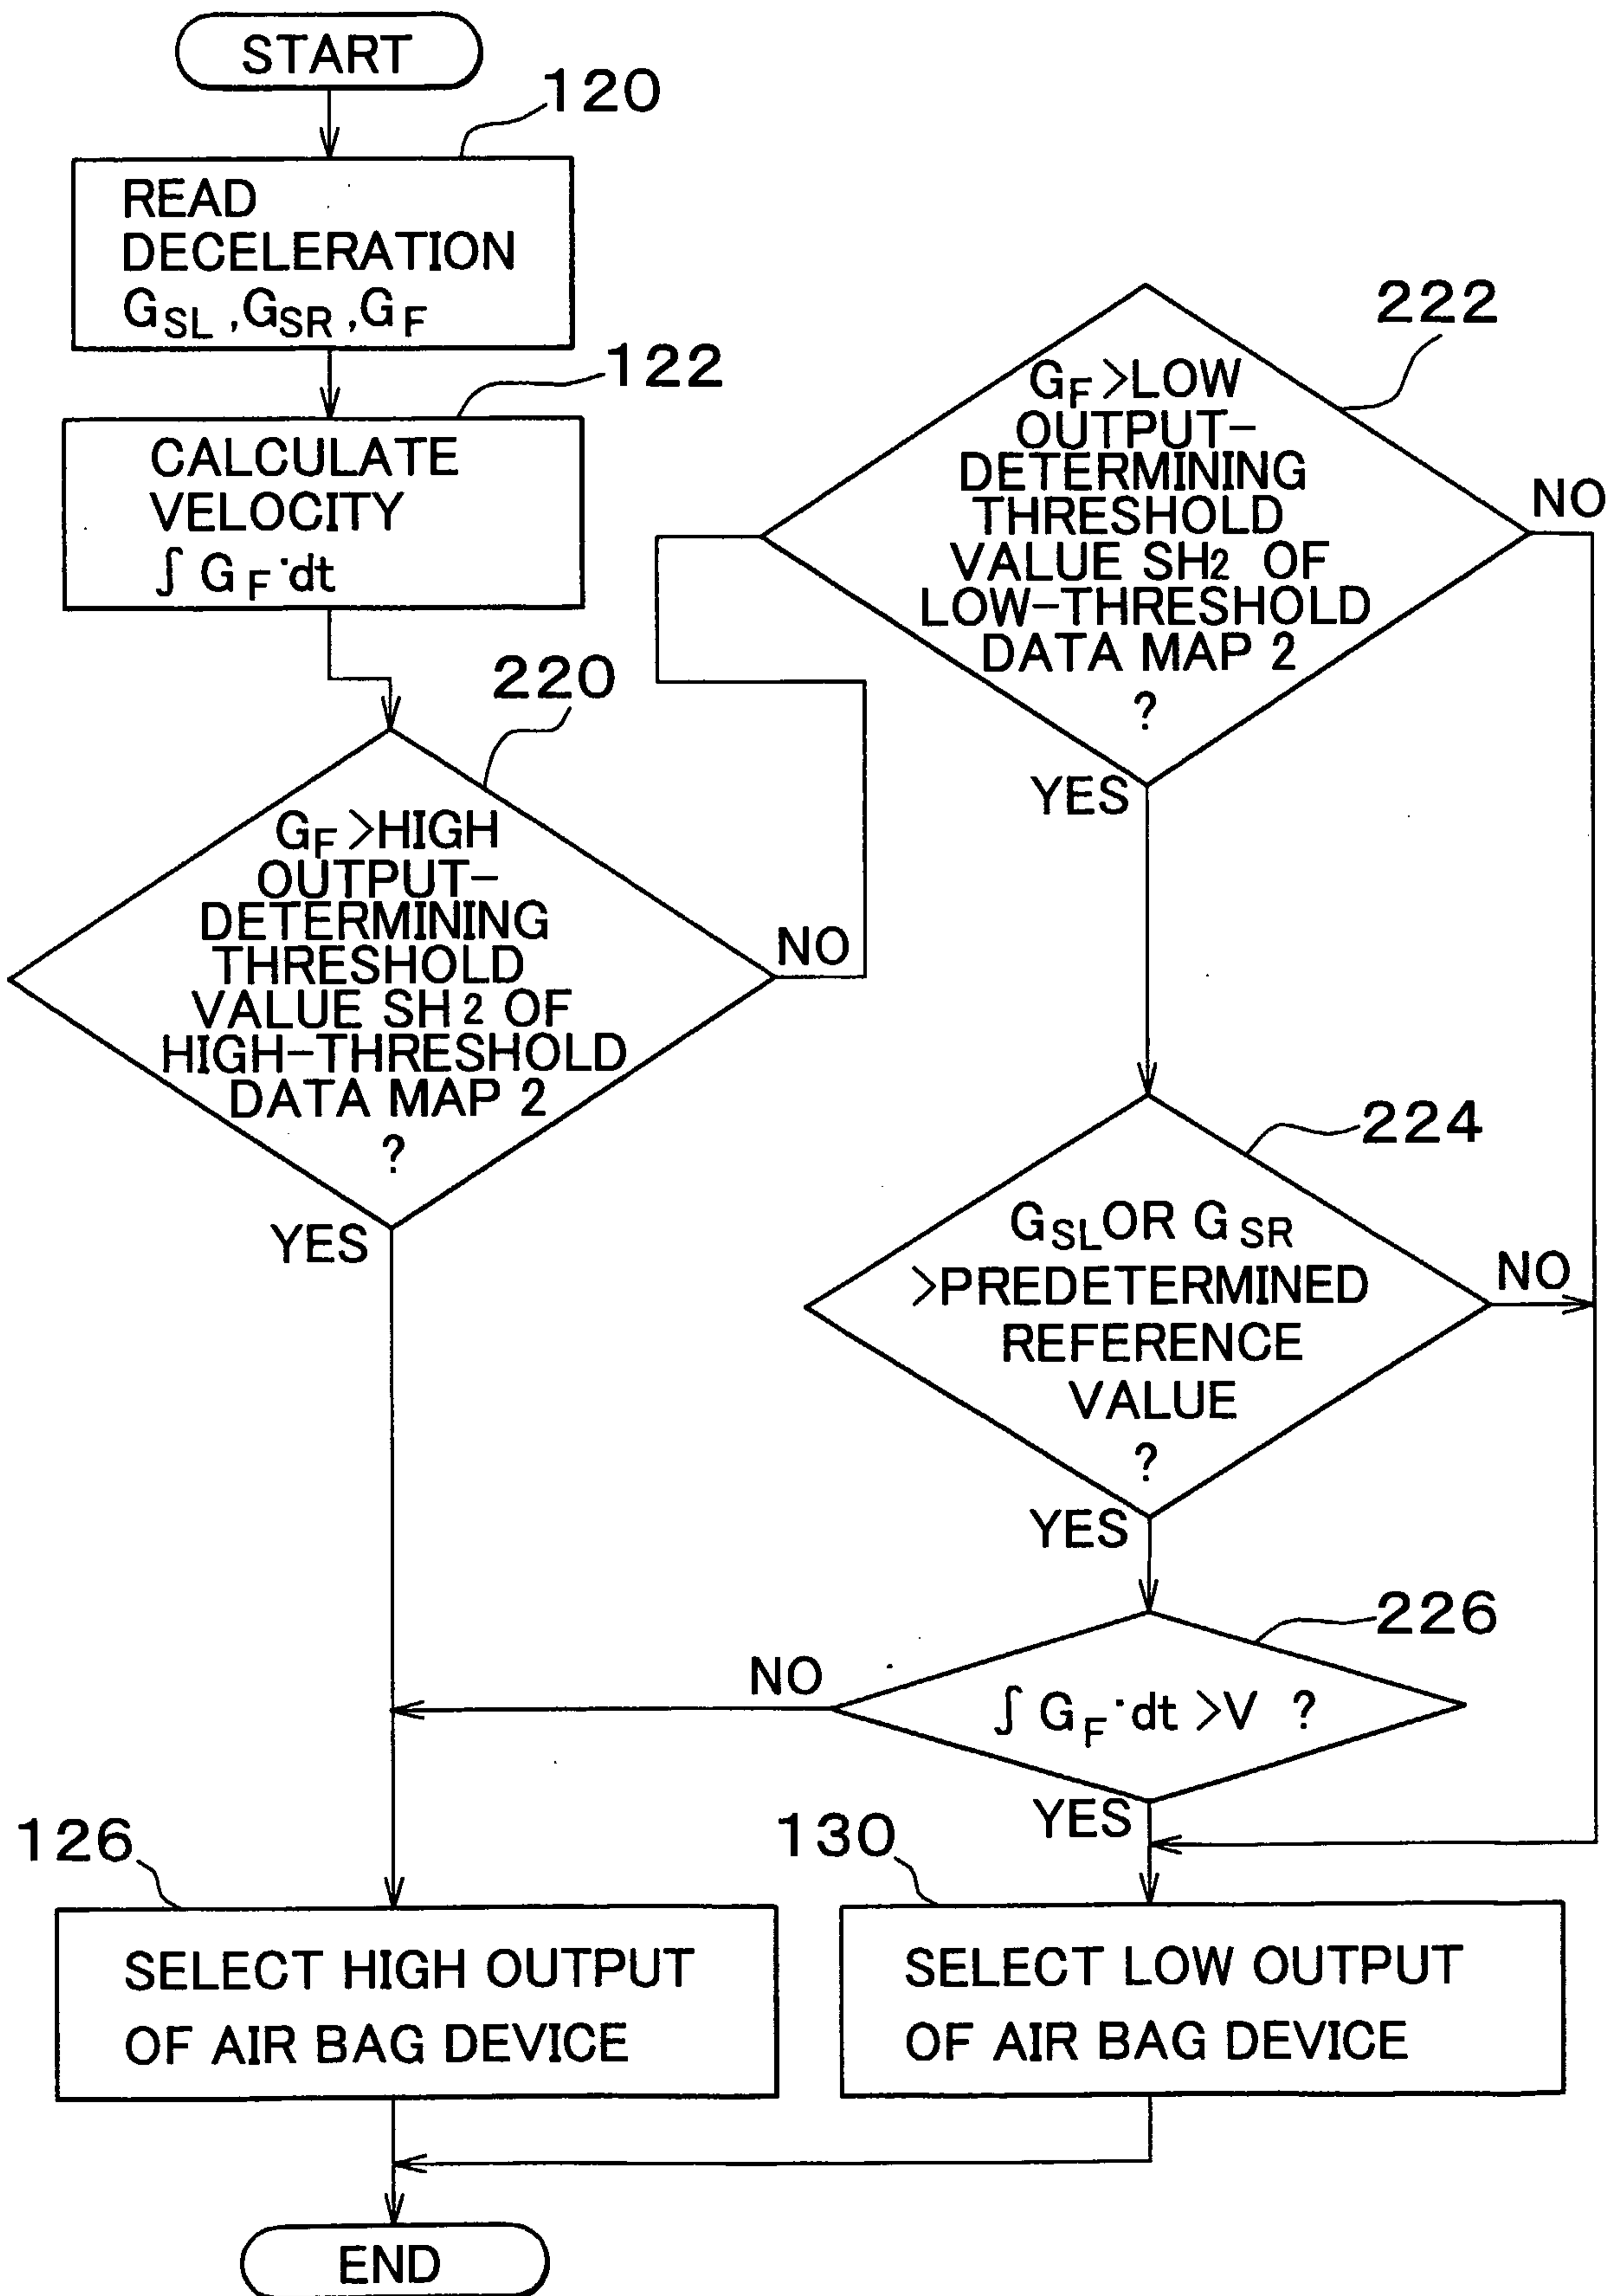 START
120
READ
DECELERATION
GSL ,GSR ,GF
122
CALCULATE
VELOCITY
∫ GF·dt
220
GF >HIGH
OUTPUT-
DETERMINING
THRESHOLD
VALUE SH2 OF
HIGH-THRESHOLD
DATA MAP 2
?
NO
YES
222
GF >LOW
OUTPUT-
DETERMINING
THRESHOLD
VALUE SH2 OF
LOW-THRESHOLD
DATA MAP 2
?
NO
YES
224
GSL OR GSR
>PREDETERMINED
REFERENCE
VALUE
?
NO
YES
226
∫ GF·dt >V ?
NO
YES
126
SELECT HIGH OUTPUT
OF AIR BAG DEVICE
130
SELECT LOW OUTPUT
OF AIR BAG DEVICE
END